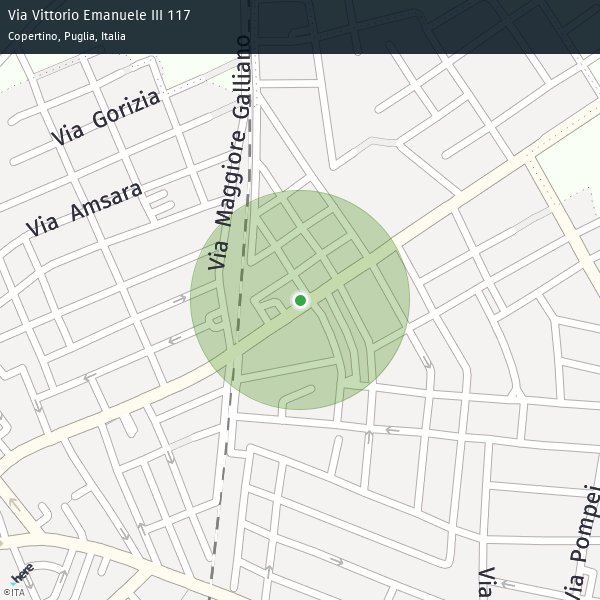 Via Vittorio Emanuele III 117
Copertino, Puglia, Italia
Via Maggiore Galliano
Via Gorizia
Via Amsara
Via Pompei
Via
here
©ITA